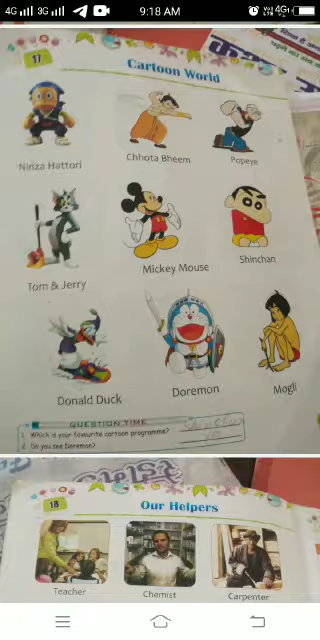 4G 3G 9:18 AM 4G+
17
Cartoon World
Ninza Hattori
Chhota Bheem
Popeye
Tom & Jerry
Mickey Mouse
Shinchan
Donald Duck
Doremon
Mogli
QUESTION TIME
1. Which is your favourite cartoon programme?
2. Do you see Doremon?
18
Our Helpers
Teacher
Chemist
Carpenter